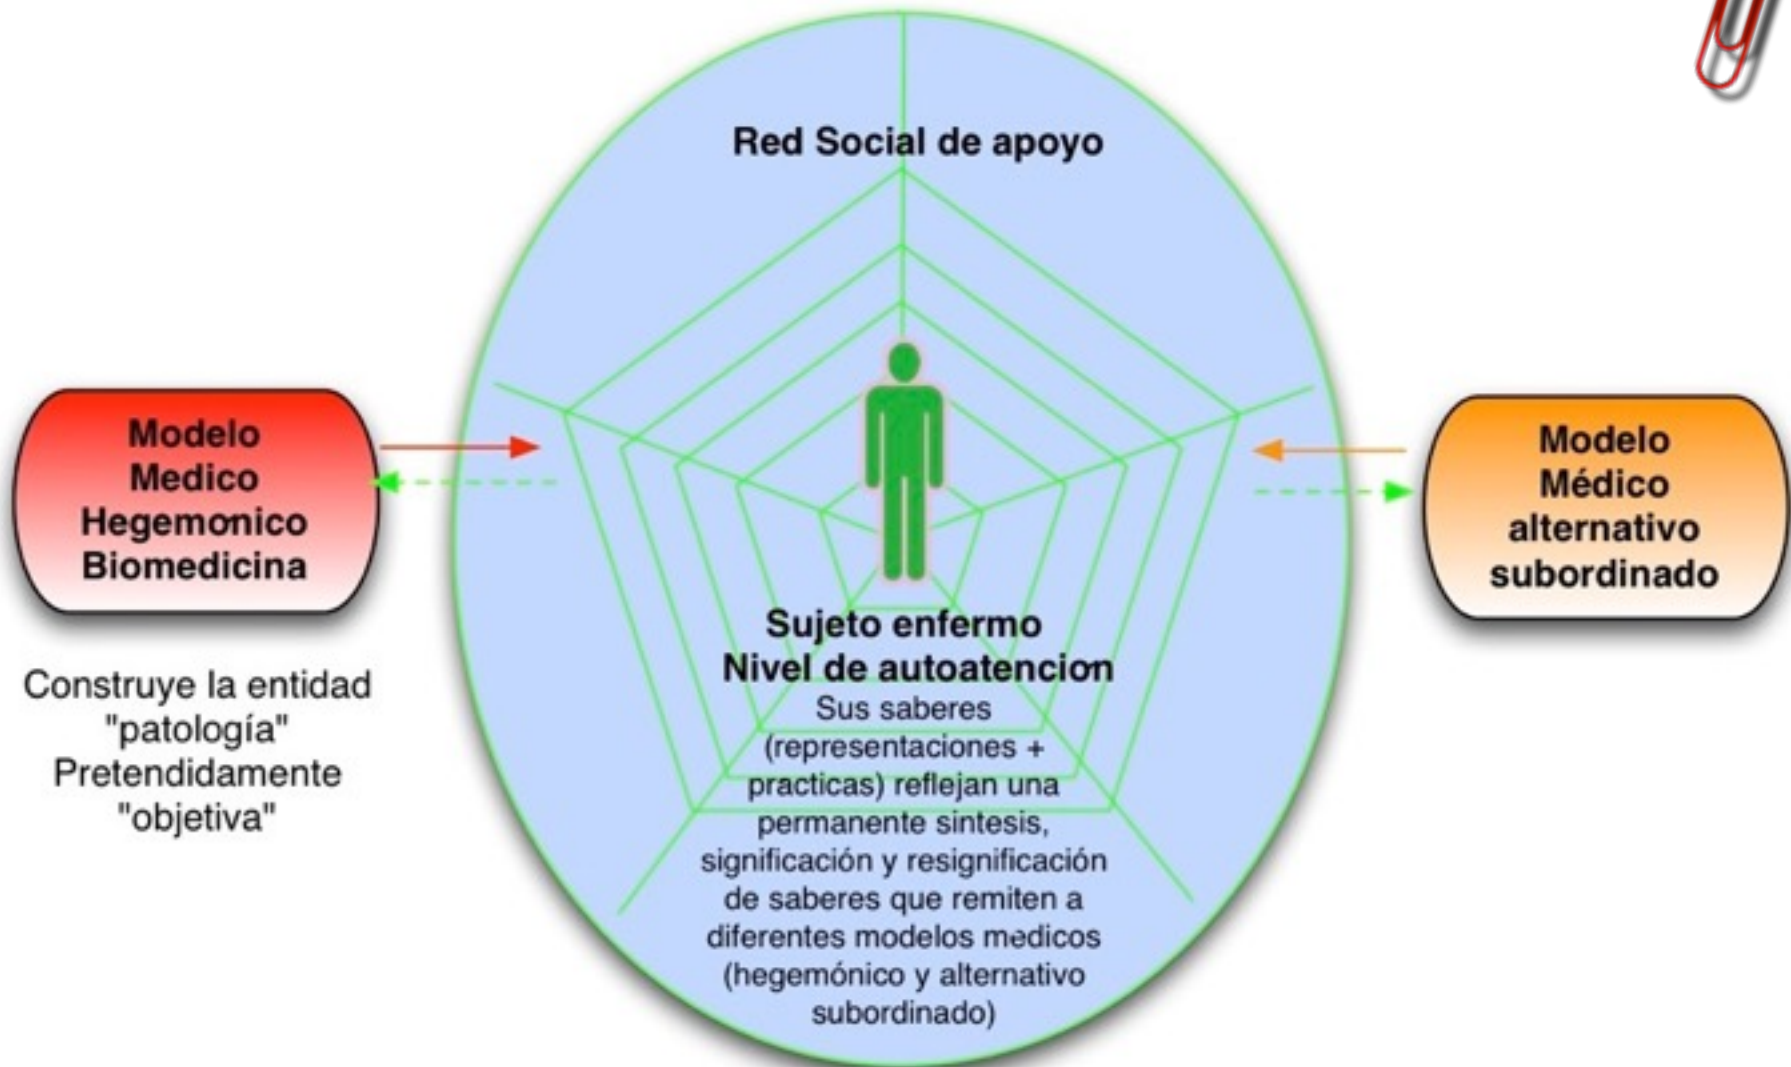 Red Social de apoyo
Modelo
Medico
Hegemonico
Biomedicina
Construye la entidad
"patología"
Pretendidamente
"objetiva"
Sujeto enfermo
Nivel de autoatencion
Sus saberes
(representaciones +
practicas) reflejan una
permanente sintesis,
significación y resignificación
de saberes que remiten a
diferentes modelos medicos
(hegemónico y alternativo
subordinado)
Modelo
Médico
alternativo
subordinado